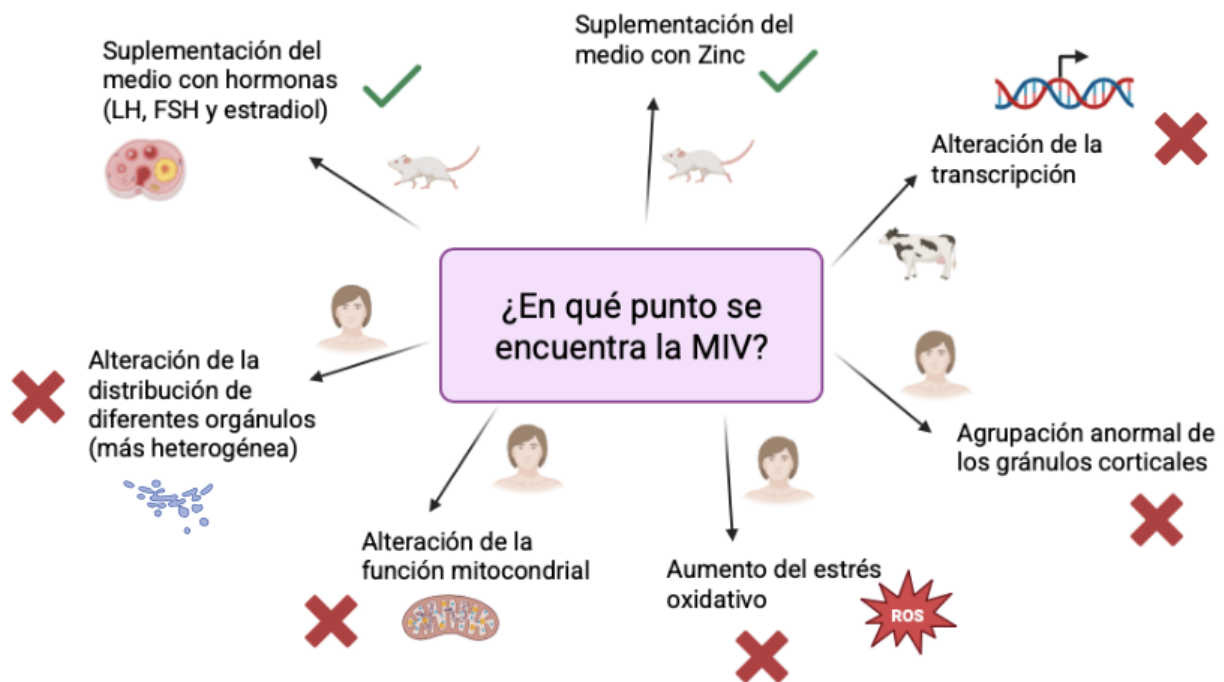 Suplementación del
medio con hormonas
(LH, FSH y estradiol)
Suplementación del
medio con Zinc
Alteración de la
transcripción
¿En qué punto se
encuentra la MIV?
Alteración de la
distribución de
diferentes orgánulos
(más heterogénea)
Agrupación anormal de
los gránulos corticales
Alteración de la
función mitocondrial
Aumento del estrés
oxidativo
ROS